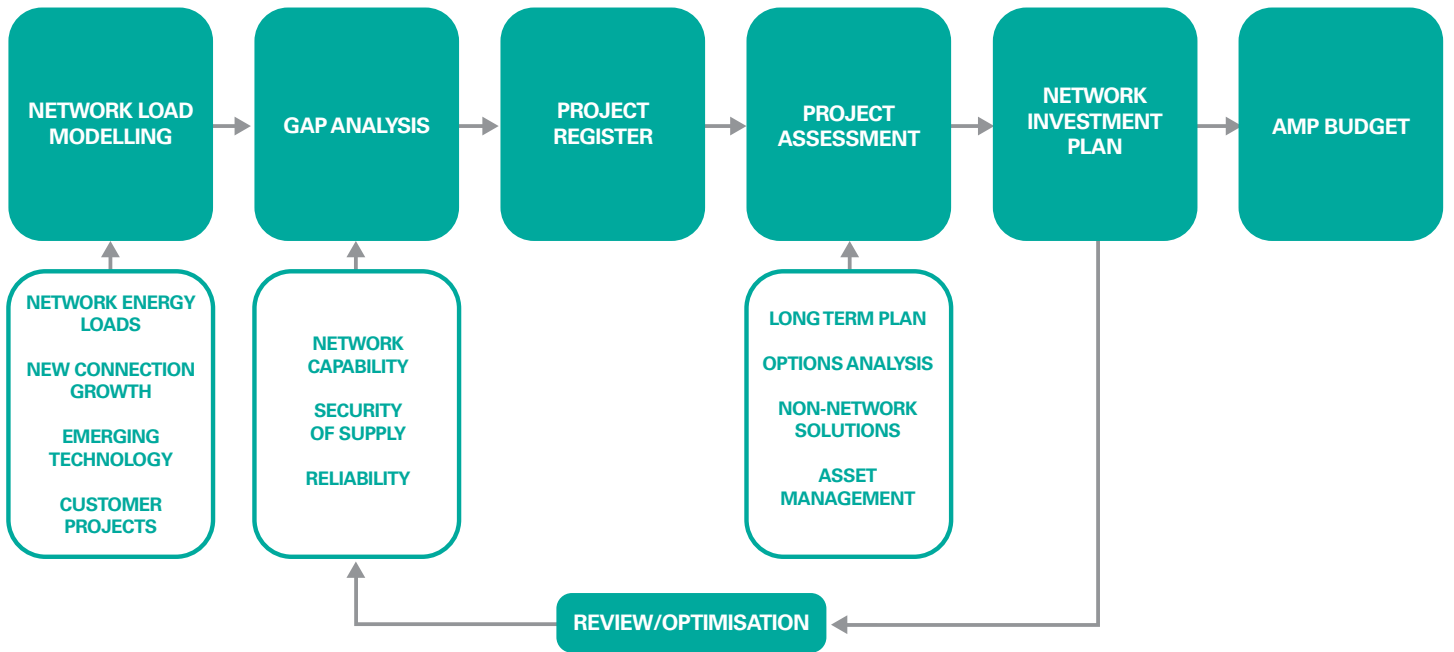 NETWORK LOAD
MODELLING
GAP ANALYSIS
PROJECT
REGISTER
PROJECT
ASSESSMENT
NETWORK
INVESTMENT
PLAN
AMP BUDGET
NETWORK ENERGY
LOADS
NEW CONNECTION
GROWTH
EMERGING
TECHNOLOGY
CUSTOMER
PROJECTS
NETWORK
CAPABILITY
SECURITY
OF SUPPLY
RELIABILITY
LONG TERM PLAN
OPTIONS ANALYSIS
NON-NETWORK
SOLUTIONS
ASSET
MANAGEMENT
REVIEW/OPTIMISATION